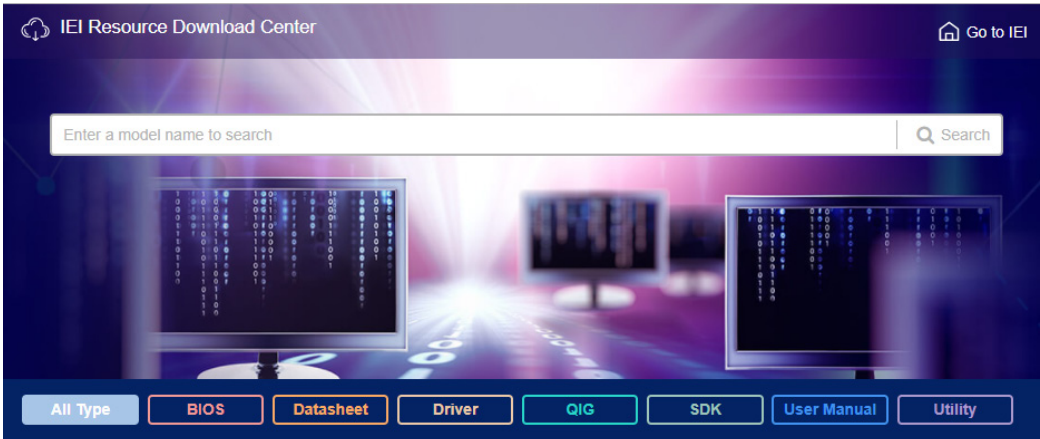 IEI Resource Download Center
Go to IEI
Enter a model name to search
Search
All Type
BIOS
Datasheet
Driver
QIG
SDK
User Manual
Utility